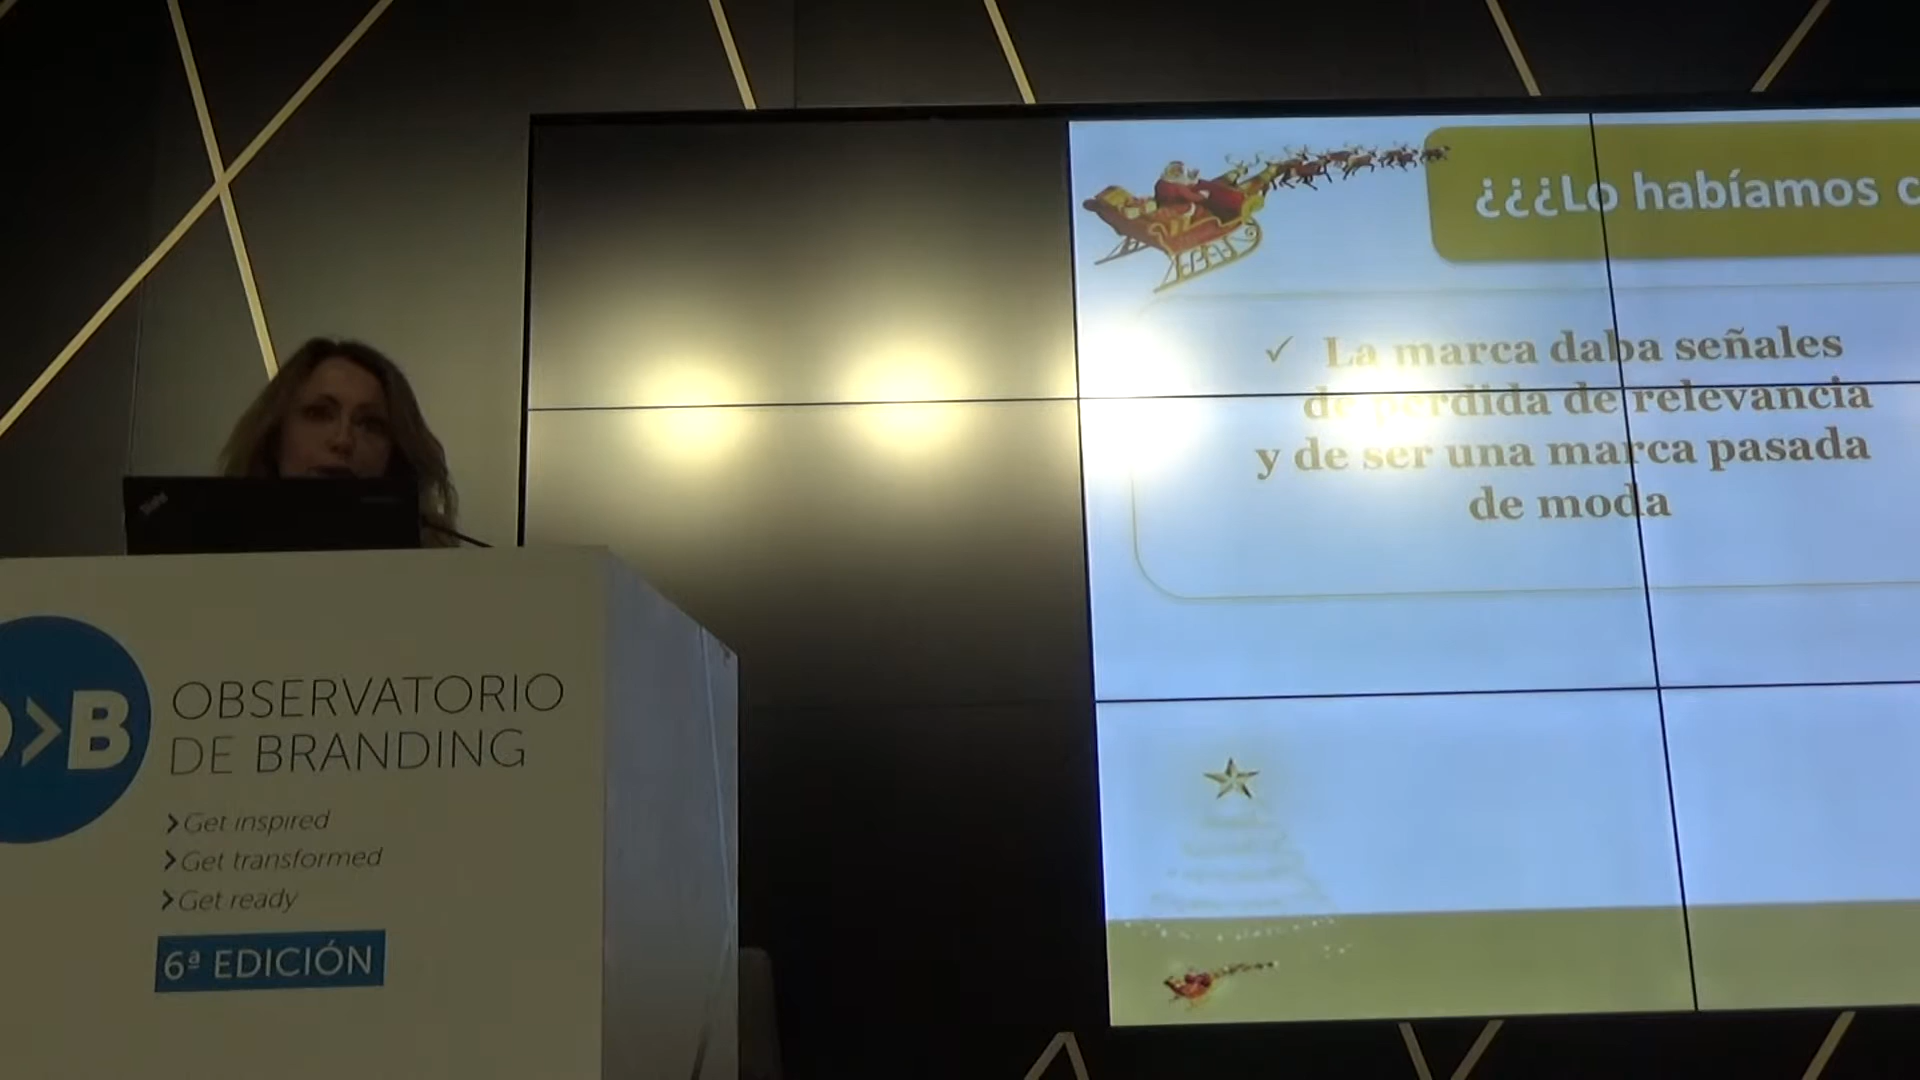 ¿¿¿Lo habíamos
✓ La marca daba señales
de perdida de relevancia
y de ser una marca pasada
de moda
ThinkPad
>B
OBSERVATORIO
DE BRANDING
>Get inspired
>Get transformed
>Get ready
6ª EDICIÓN